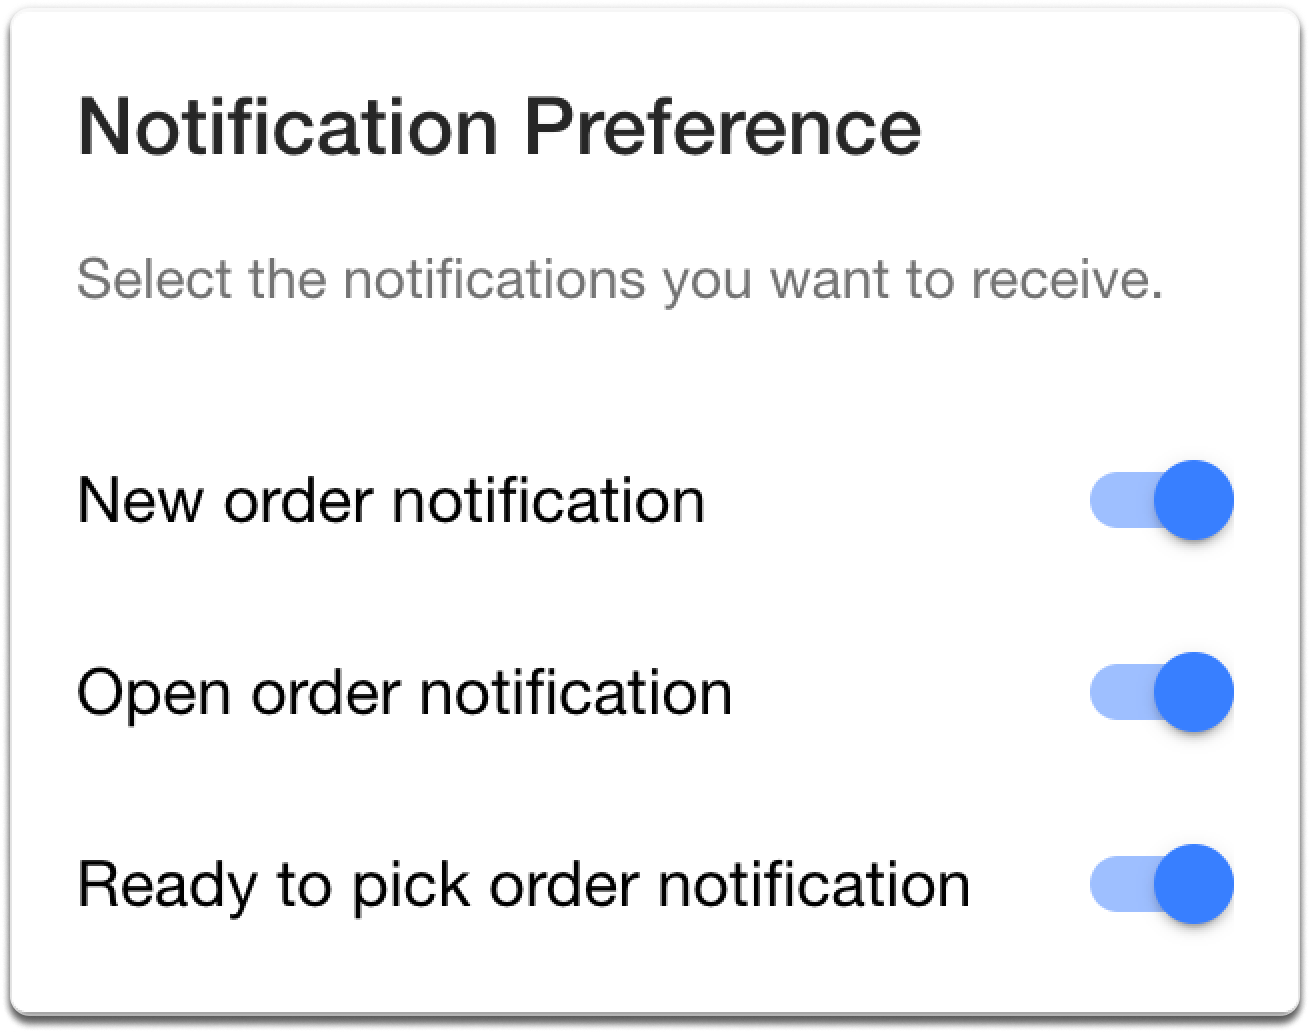 Notification Preference
Select the notifications you want to receive.
New order notification
Open order notification
Ready to pick order notification